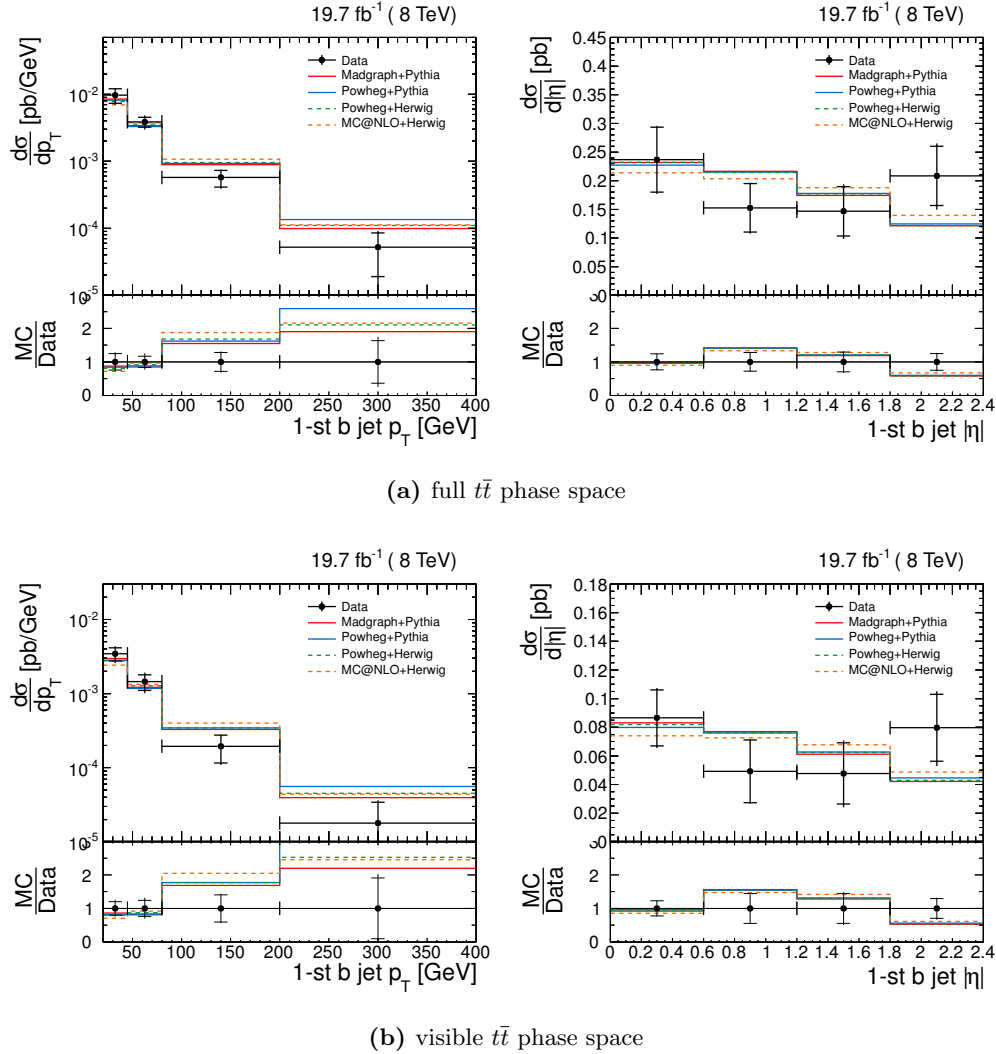 19.7 fb⁻¹ ( 8 TeV)
dσ/dp_T [pb/GeV]
10⁻²
10⁻³
10⁻⁴
10⁻⁵
Data
Madgraph+Pythia
Powheg+Pythia
Powheg+Herwig
MC@NLO+Herwig
MC/Data
3
2
1
0
50 100 150 200 250 300 350 400
1-st b jet p_T [GeV]
19.7 fb⁻¹ ( 8 TeV)
dσ/d|η| [pb]
0.45
0.4
0.35
0.3
0.25
0.2
0.15
0.1
0.05
Data
Madgraph+Pythia
Powheg+Pythia
Powheg+Herwig
MC@NLO+Herwig
MC/Data
3
2
1
0
0 0.2 0.4 0.6 0.8 1 1.2 1.4 1.6 1.8 2 2.2 2.4
1-st b jet |η|
(a) full tt̄ phase space
19.7 fb⁻¹ ( 8 TeV)
dσ/dp_T [pb/GeV]
10⁻²
10⁻³
10⁻⁴
10⁻⁵
Data
Madgraph+Pythia
Powheg+Pythia
Powheg+Herwig
MC@NLO+Herwig
MC/Data
3
2
1
0
50 100 150 200 250 300 350 400
1-st b jet p_T [GeV]
19.7 fb⁻¹ ( 8 TeV)
dσ/d|η| [pb]
0.18
0.16
0.14
0.12
0.1
0.08
0.06
0.04
0.02
Data
Madgraph+Pythia
Powheg+Pythia
Powheg+Herwig
MC@NLO+Herwig
MC/Data
3
2
1
0
0 0.2 0.4 0.6 0.8 1 1.2 1.4 1.6 1.8 2 2.2 2.4
1-st b jet |η|
(b) visible tt̄ phase space